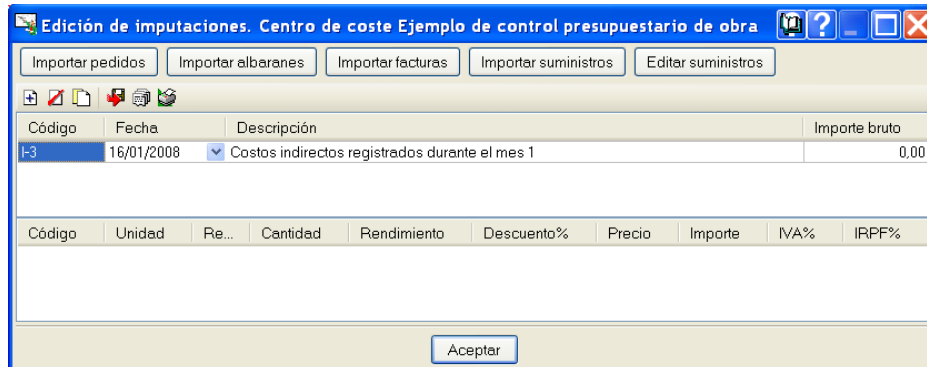 Edición de imputaciones. Centro de coste Ejemplo de control presupuestario de obra
Importar pedidos Importar albaranes Importar facturas Importar suministros Editar suministros
Código Fecha Descripción Importe bruto
I-3 16/01/2008 Costos indirectos registrados durante el mes 1 0,00
Código Unidad Re... Cantidad Rendimiento Descuento% Precio Importe IVA% IRPF%
Aceptar